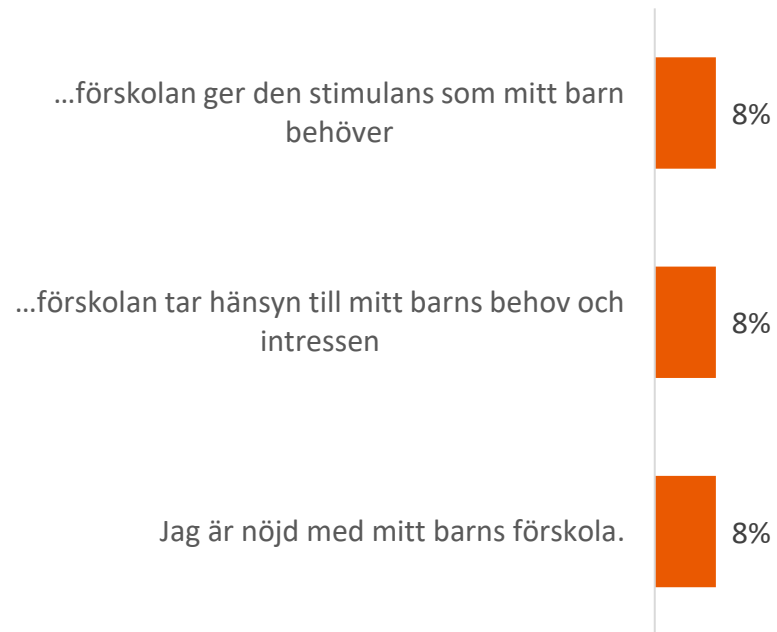 ...förskolan ger den stimulans som mitt barn
behöver
8%
...förskolan tar hänsyn till mitt barns behov och
intressen
8%
Jag är nöjd med mitt barns förskola.
8%